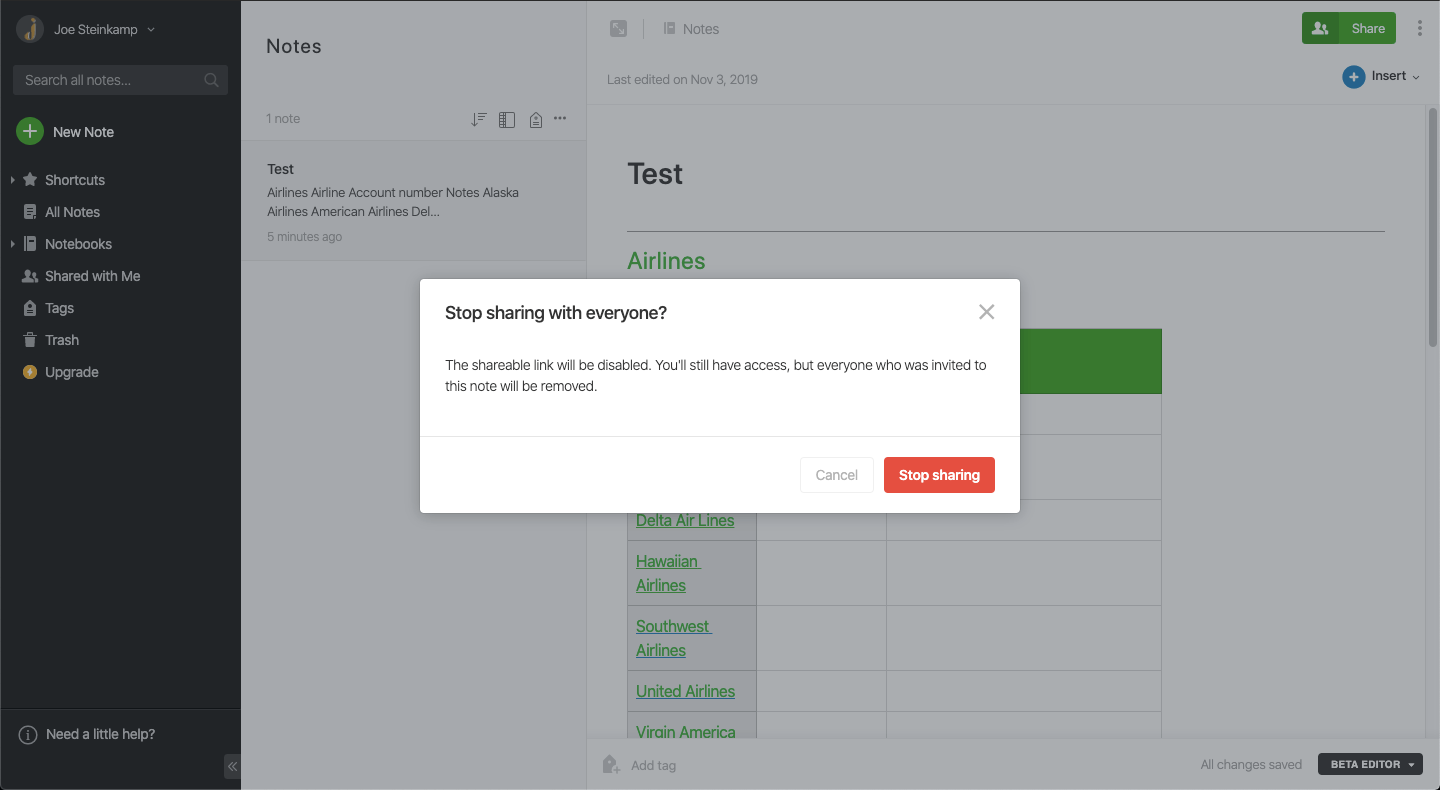 Joe Steinkamp
Search all notes...
New Note
Shortcuts
All Notes
Notebooks
Shared with Me
Tags
Trash
Upgrade
Need a little help?
Notes
1 note
Test
Airlines Airline Account number Notes Alaska
Airlines American Airlines Del...
5 minutes ago
Notes
Share
Last edited on Nov 3, 2019
Insert
Test
Airlines
Stop sharing with everyone?
The shareable link will be disabled. You'll still have access, but everyone who was invited to
this note will be removed.
Cancel
Stop sharing
Delta Air Lines
Hawaiian
Airlines
Southwest
Airlines
United Airlines
Virgin America
Add tag
All changes saved
BETA EDITOR